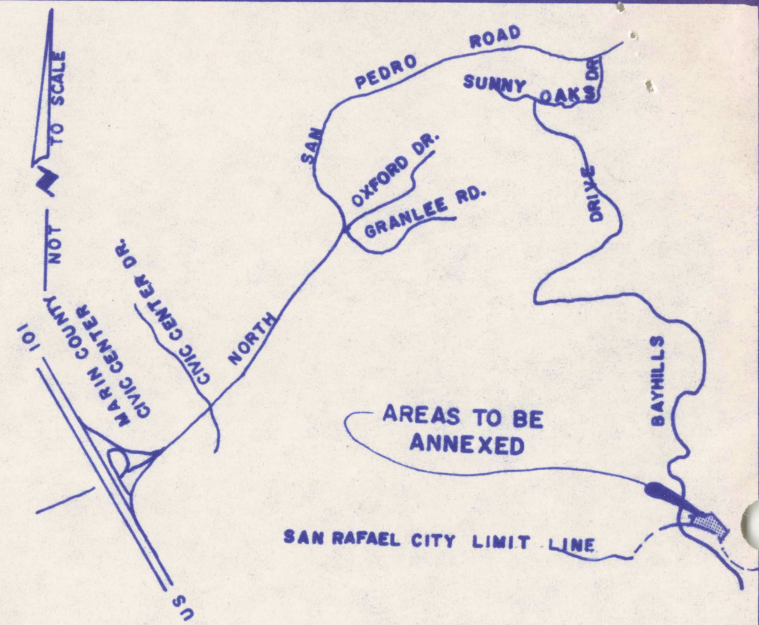 NOT TO SCALE
N
NORTH SAN PEDRO ROAD
SUNNY OAKS DR
OXFORD DR.
GRANLEE RD.
BAYHILLS DRIVE
CIVIC CENTER DR.
MARIN COUNTY
CIVIC CENTER
US 101
AREAS TO BE
ANNEXED
SAN RAFAEL CITY LIMIT LINE